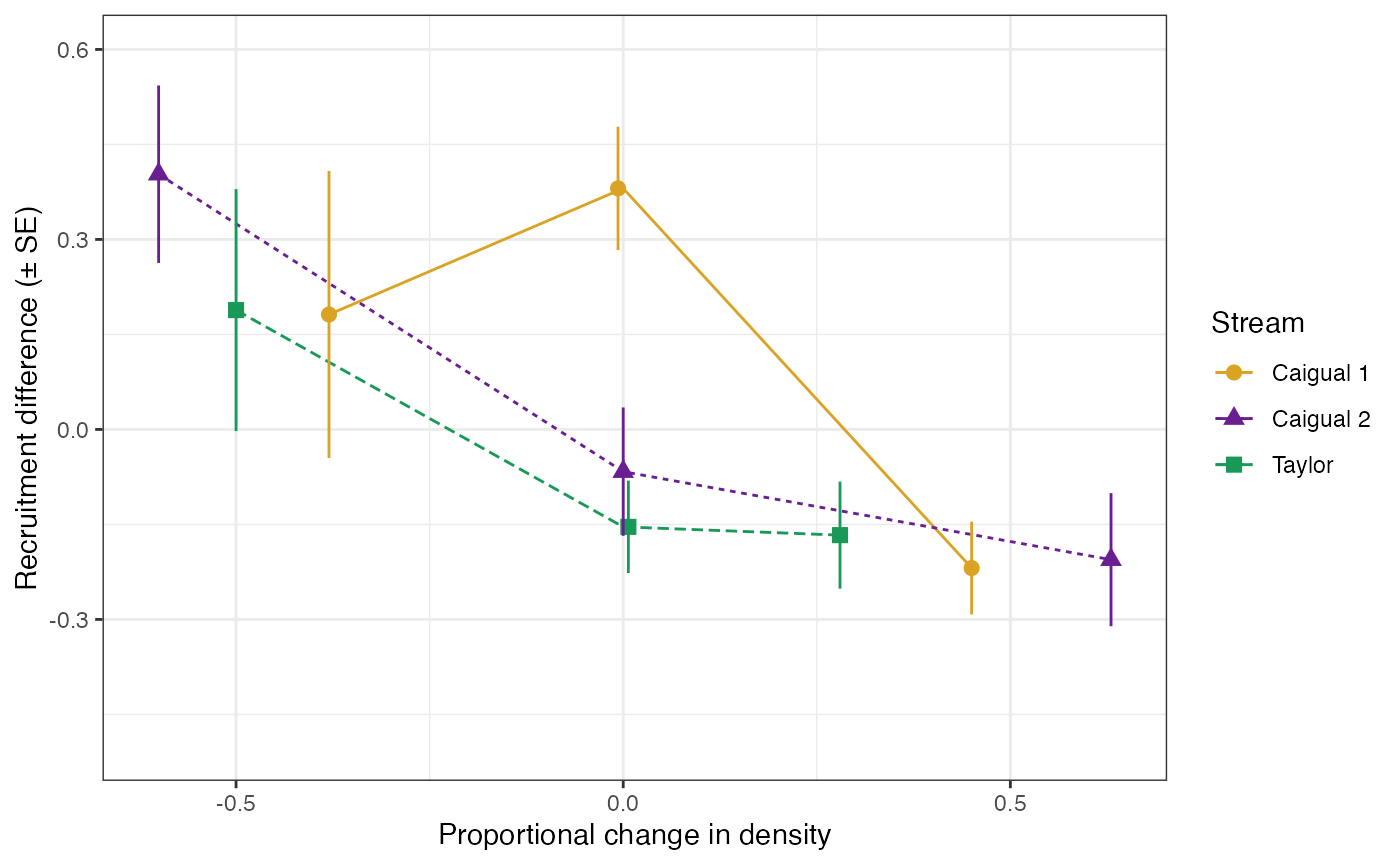 0.6
0.3
0.0
-0.3
-0.5
0.0
0.5
Proportional change in density
Recruitment difference (± SE)
Stream
Caigual 1
Caigual 2
Taylor